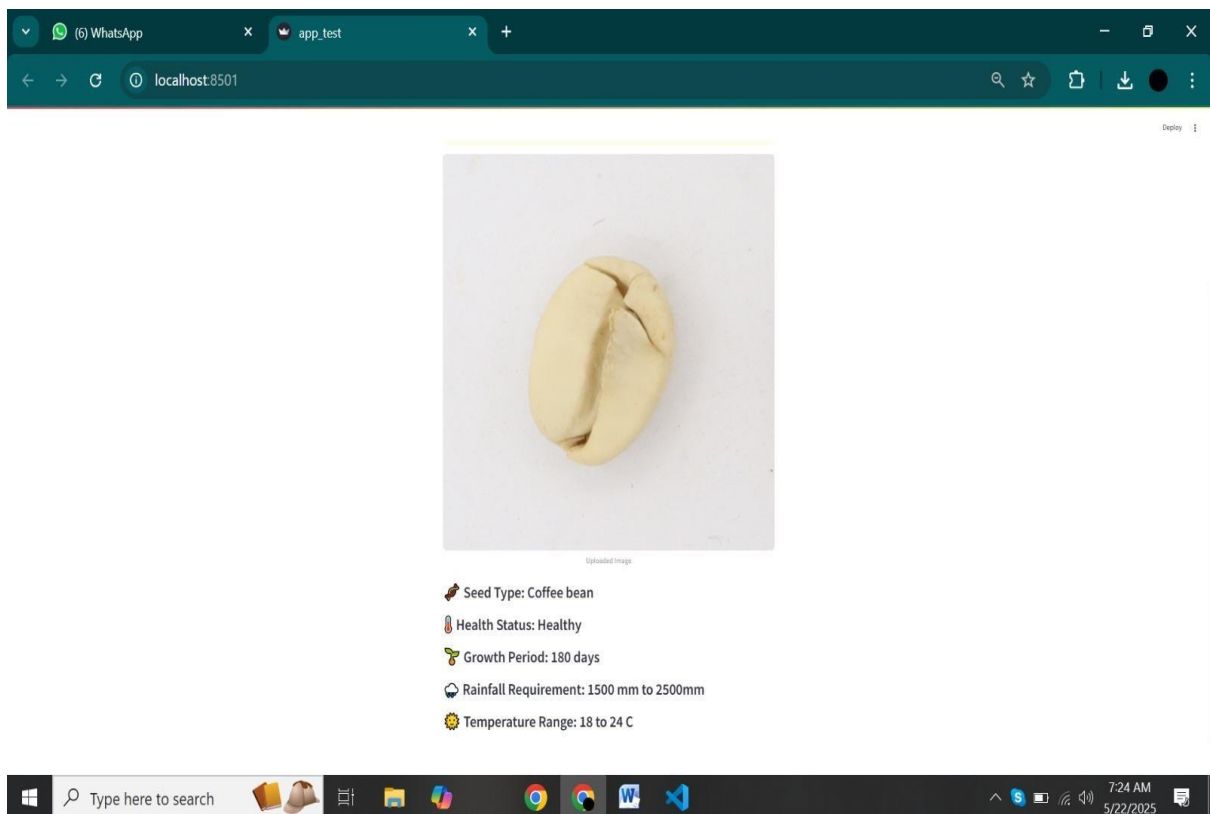 (6) WhatsApp
app_test
localhost:8501
Deploy
Uploaded Image
Seed Type: Coffee bean
Health Status: Healthy
Growth Period: 180 days
Rainfall Requirement: 1500 mm to 2500mm
Temperature Range: 18 to 24 C
Type here to search
7:24 AM
5/22/2025